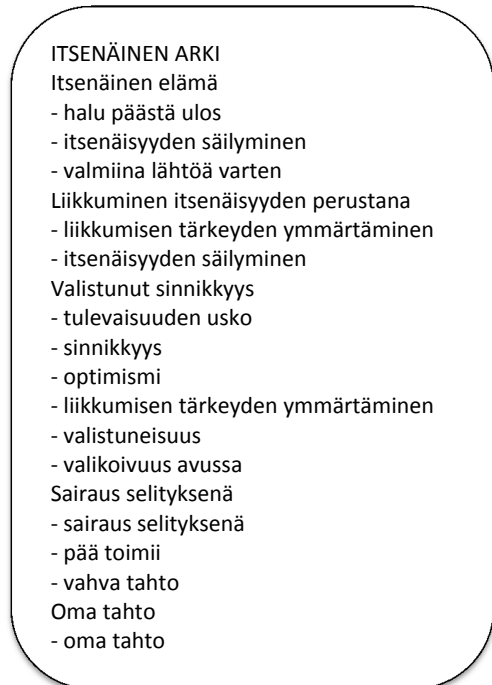 ITSENÄINEN ARKI
Itsenäinen elämä
- halu päästä ulos
- itsenäisyyden säilyminen
- valmiina lähtöä varten
Liikkuminen itsenäisyyden perustana
- liikkumisen tärkeyden ymmärtäminen
- itsenäisyyden säilyminen
Valistunut sinnikkyys
- tulevaisuuden usko
- sinnikkyys
- optimismi
- liikkumisen tärkeyden ymmärtäminen
- valistuneisuus
- valikoivuus avussa
Sairaus selityksenä
- sairaus selityksenä
- pää toimii
- vahva tahto
Oma tahto
- oma tahto